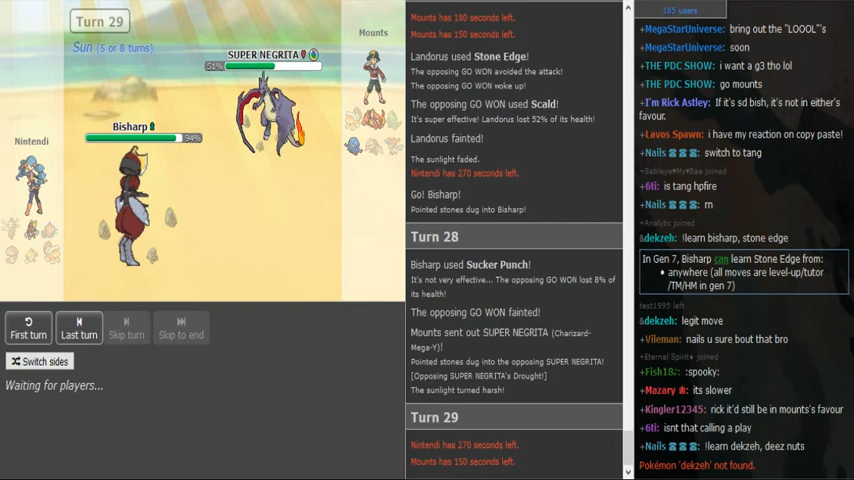 Turn 29
Sun (5 or 8 turns)
SUPER NEGRITA
51%
Mounts
Bisharp
94%
Nintendi
First turn
Last turn
Skip turn
Skip to end
Switch sides
Waiting for players...
Mounts has 180 seconds left.
Mounts has 150 seconds left.
Landorus used Stone Edge!
The opposing GO WON avoided the attack!
The opposing GO WON woke up!
The opposing GO WON used Scald!
It's super effective! Landorus lost 52% of its health!
Landorus fainted!
The sunlight faded.
Nintendi has 270 seconds left.
Go! Bisharp!
Pointed stones dug into Bisharp!
Turn 28
Bisharp used Sucker Punch!
It's not very effective... The opposing GO WON lost 8% of
its health!
The opposing GO WON fainted!
Mounts sent out SUPER NEGRITA (Charizard-
Mega-Y)!
Pointed stones dug into the opposing SUPER NEGRITA!
[Opposing SUPER NEGRITA's Drought!]
The sunlight turned harsh!
Turn 29
Nintendi has 270 seconds left.
Mounts has 150 seconds left.
185 users
+MegaStarUniverse: bring out the "LOOOL"'s
+MegaStarUniverse: soon
+THE PDC SHOW: i want a g3 tho lol
+THE PDC SHOW: go mounts
+I'm Rick Astley: If it's sd bish, it's not in either's
favour.
+Lavos Spawn: i have my reaction on copy paste!
+Nails: switch to tang
+Sableye♥My♥Bae joined
+6ti: is tang hpfire
+Nails: rn
+Analytic joined
&dekzeh: !learn bisharp, stone edge
In Gen 7, Bisharp can learn Stone Edge from:
• anywhere (all moves are level-up/tutor
/TM/HM in gen 7)
test1995 left
&dekzeh: legit move
+Vileman: nails u sure bout that bro
+Eternal Spirit joined
+Fish18♪: :spooky:
+Mazary: its slower
+Kingler12345: rick it'd still be in mounts's favour
+6ti: isnt that calling a play
+Nails: !learn dekzeh, deez nuts
Pokémon 'dekzeh' not found.